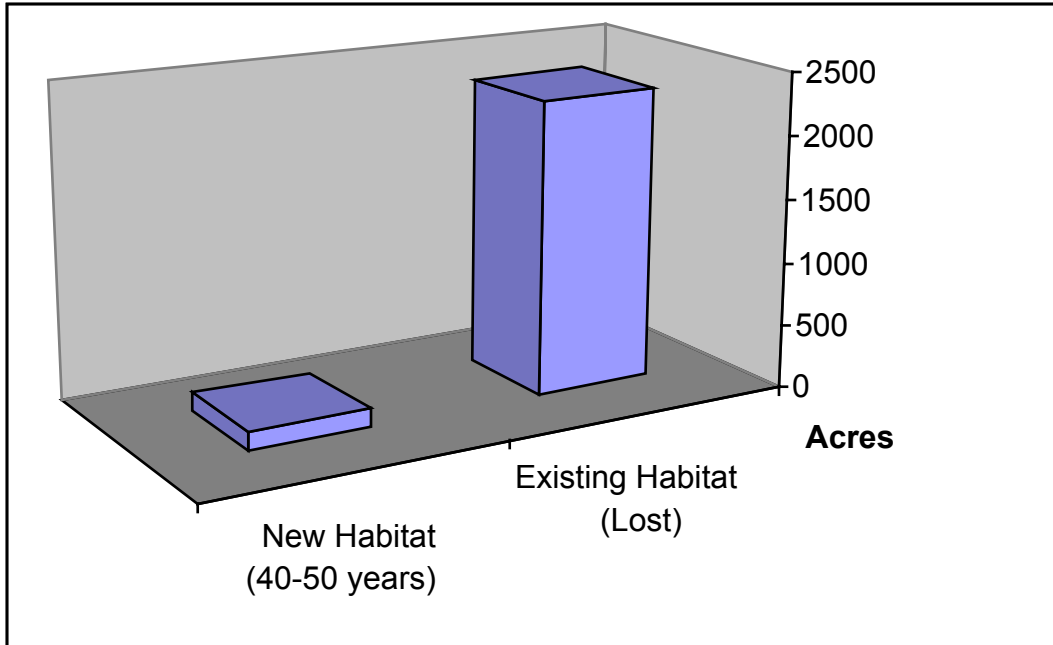 2500
2000
1500
1000
500
0
Acres
Existing Habitat
(Lost)
New Habitat
(40-50 years)